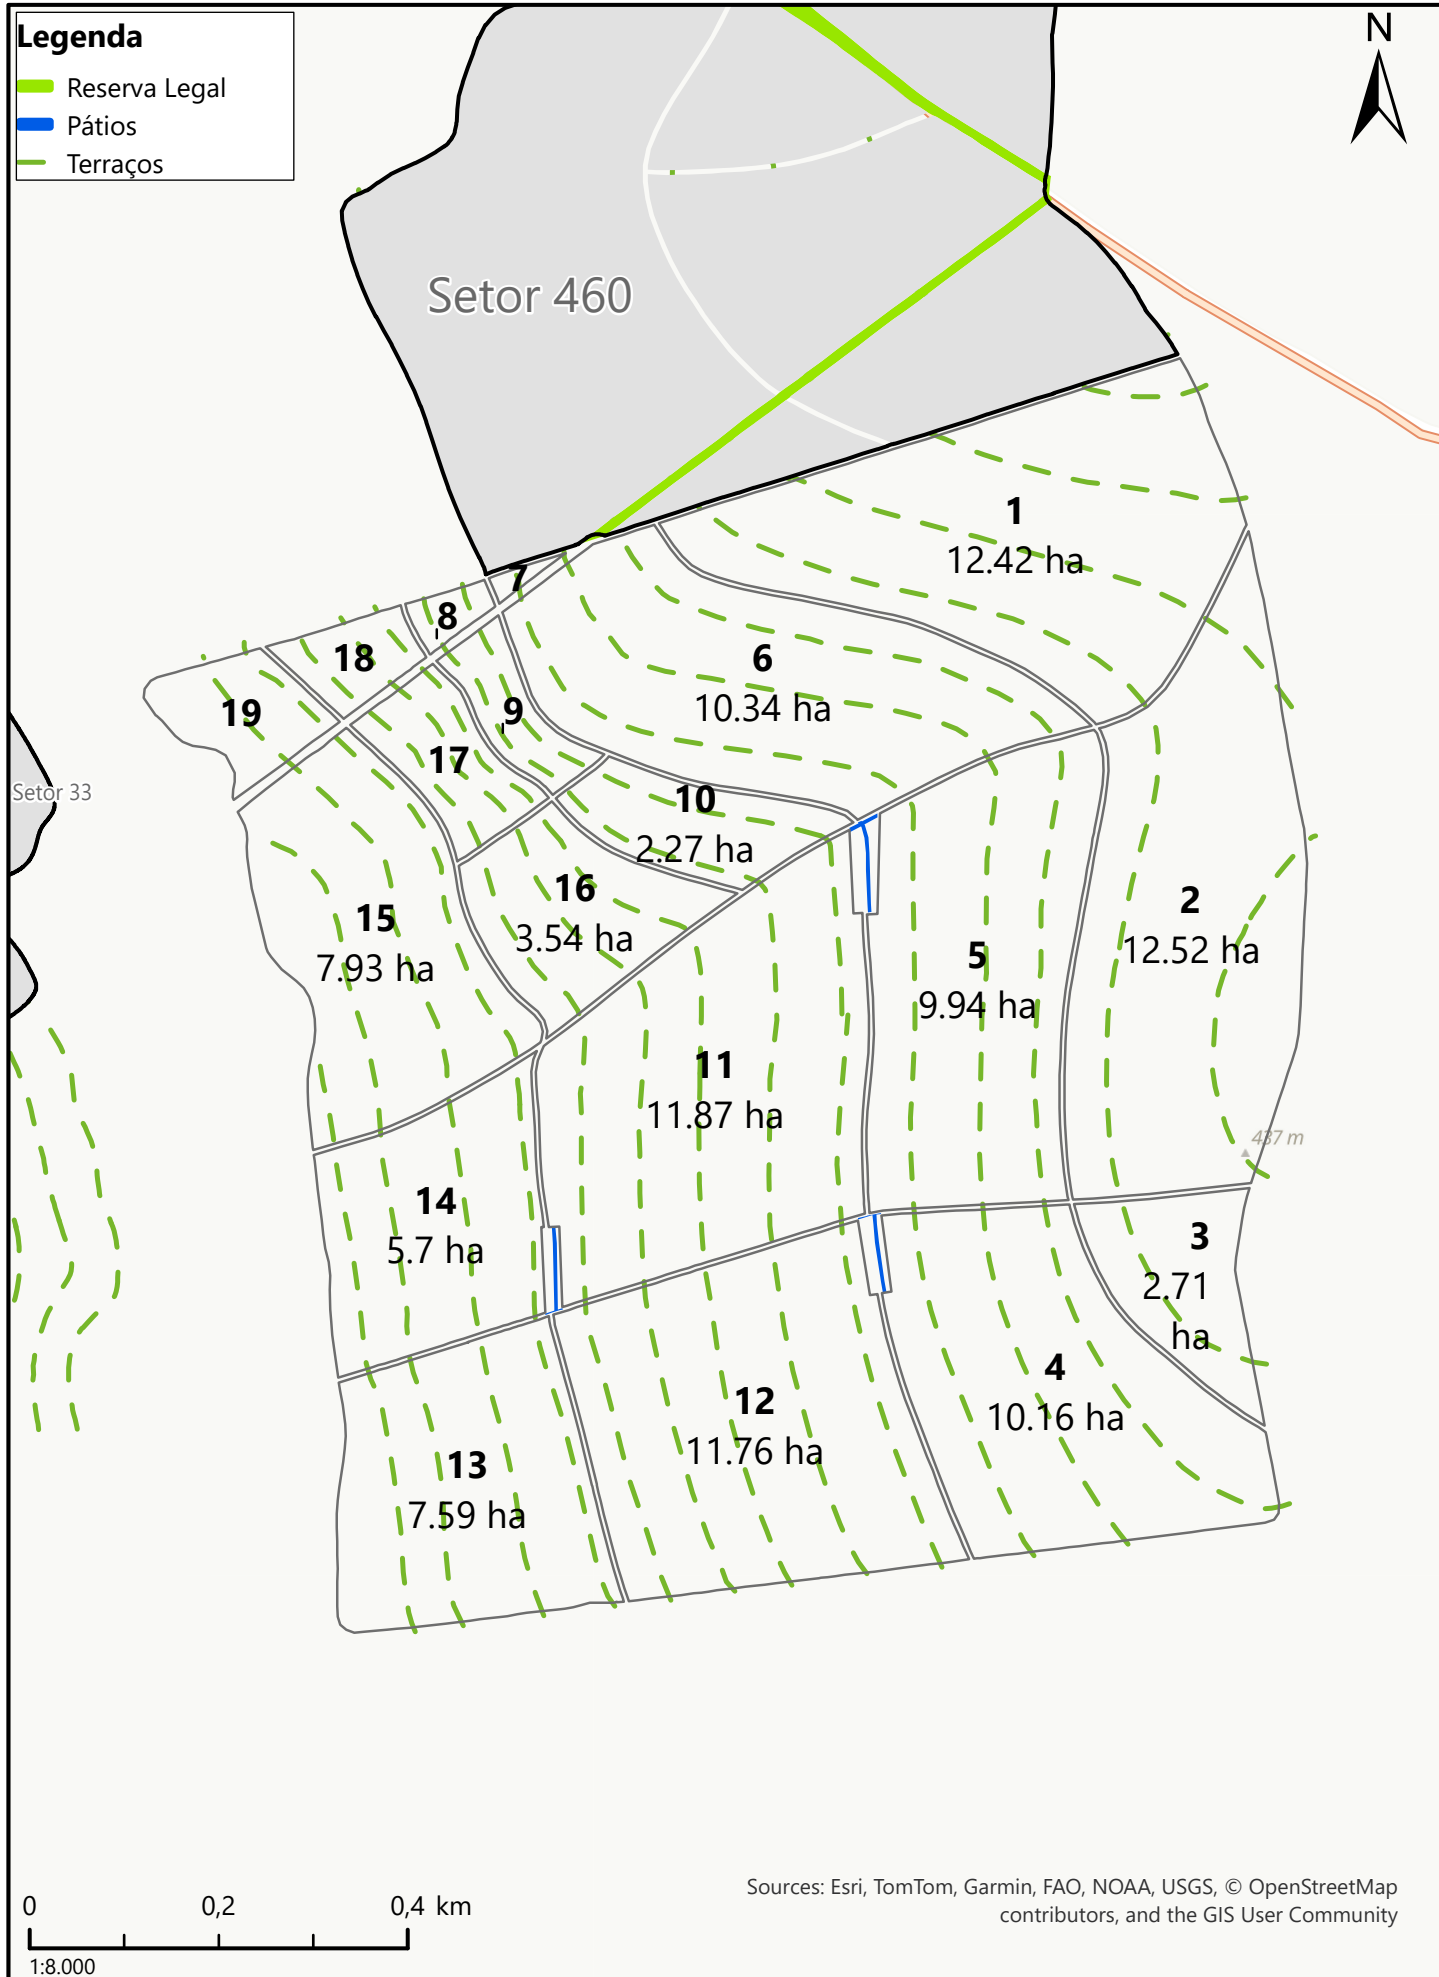 Legenda
Reserva Legal
Pátios
Terraços
N
Setor 460
1
12.42 ha
7
8
18
6
10.34 ha
19
9
17
Setor 33
10
2.27 ha
16
3.54 ha
15
7.93 ha
2
12.52 ha
5
9.94 ha
11
11.87 ha
437 m
14
5.7 ha
3
2.71
ha
4
10.16 ha
12
11.76 ha
13
7.59 ha
0 0,2 0,4 km
1:8.000
Sources: Esri, TomTom, Garmin, FAO, NOAA, USGS, © OpenStreetMap
contributors, and the GIS User Community